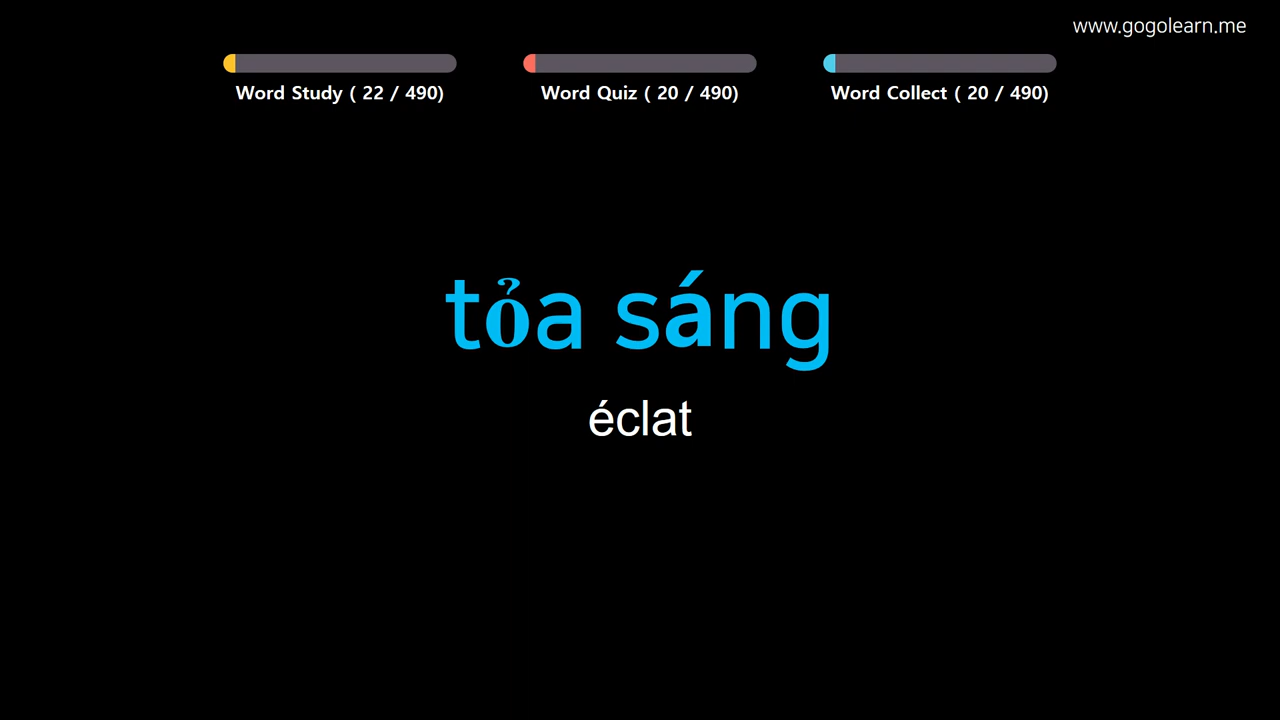 www.gogolearn.me
Word Study ( 22 / 490)
Word Quiz ( 20 / 490)
Word Collect ( 20 / 490)
tỏa sáng
éclat